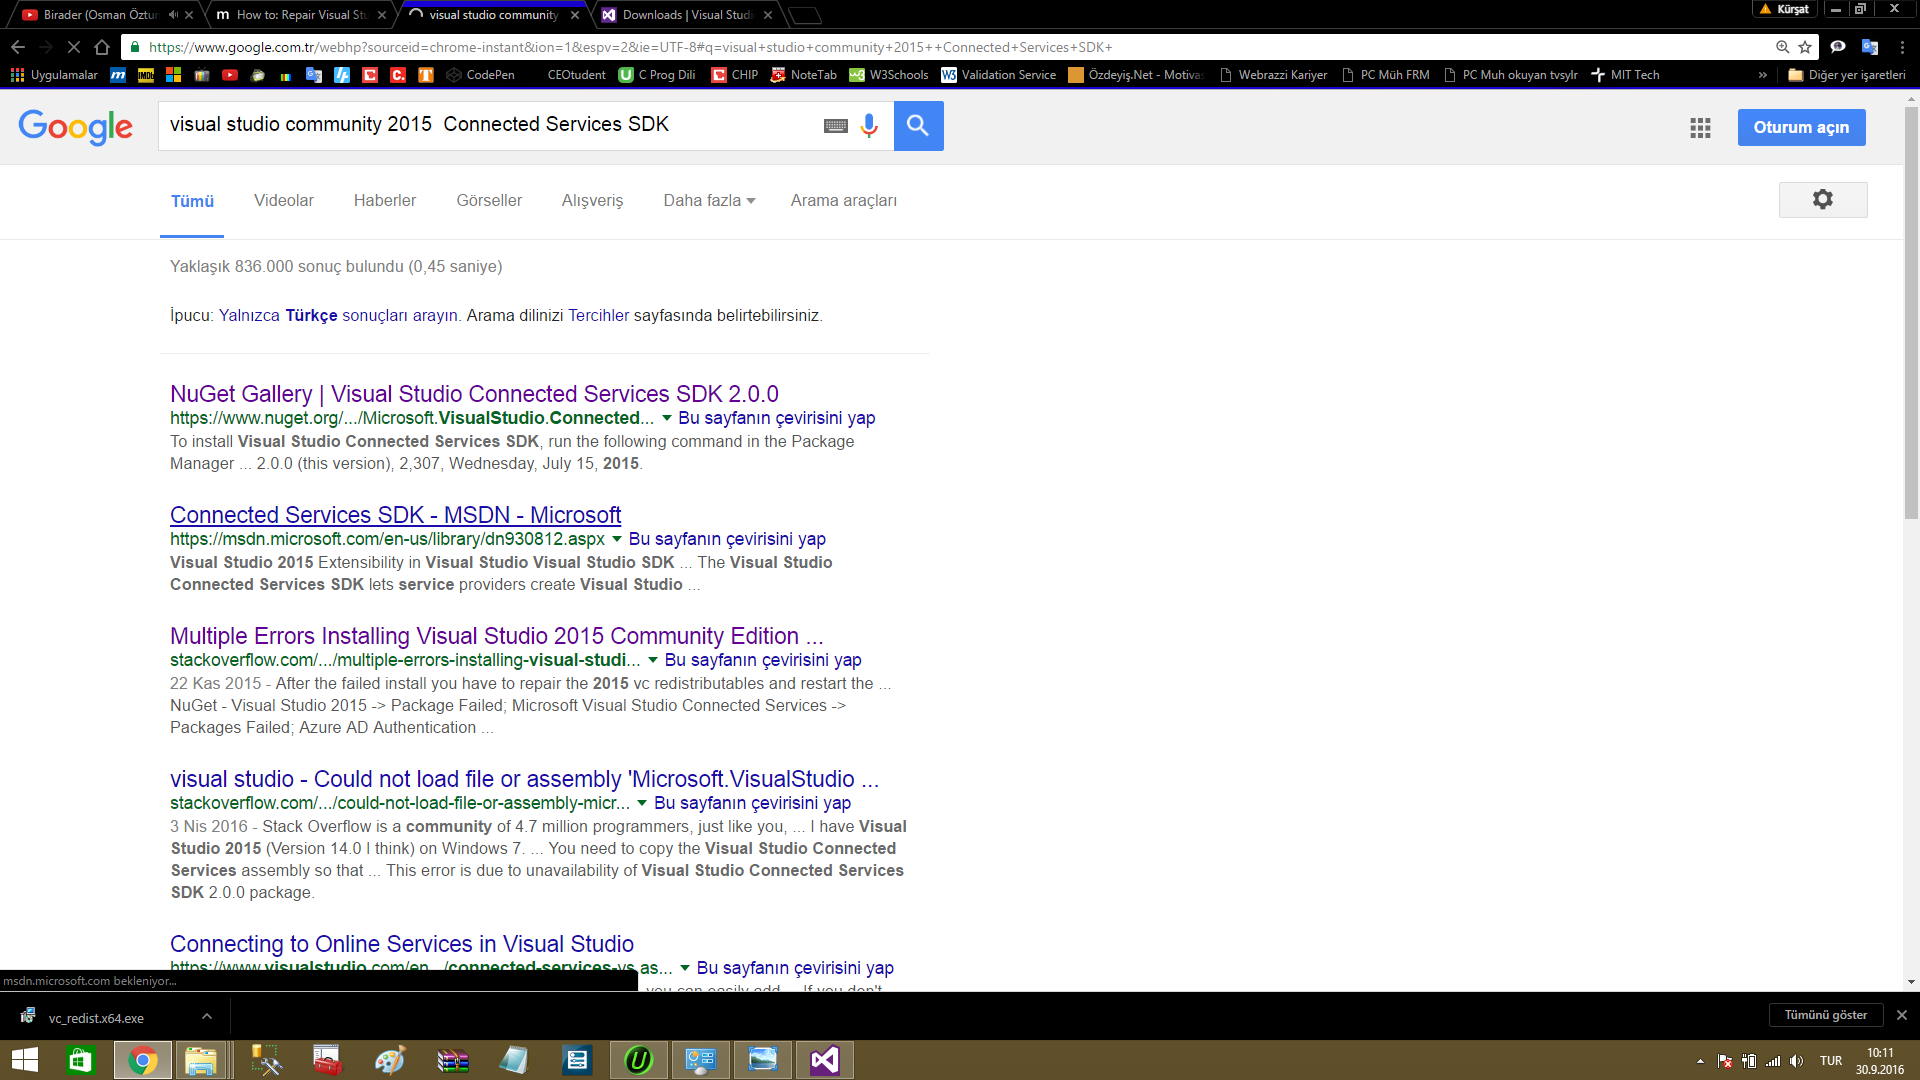 Birader (Osman Öztun
How to: Repair Visual Stu
visual studio community
Downloads | Visual Studi
Kürşat
https://www.google.com.tr/webhp?sourceid=chrome-instant&ion=1&espv=2&ie=UTF-8#q=visual+studio+community+2015++Connected+Services+SDK+
Uygulamalar
CodePen
CEOtudent
C Prog Dili
CHIP
NoteTab
W3Schools
Validation Service
Özdeyiş.Net - Motivas
Webrazzi Kariyer
PC Müh FRM
PC Muh okuyan tvsylr
MIT Tech
Diğer yer işaretleri
Google
visual studio community 2015  Connected Services SDK
Oturum açın
Tümü
Videolar
Haberler
Görseller
Alışveriş
Daha fazla
Arama araçları
Yaklaşık 836.000 sonuç bulundu (0,45 saniye)
İpucu: Yalnızca Türkçe sonuçları arayın. Arama dilinizi Tercihler sayfasında belirtebilirsiniz.
NuGet Gallery | Visual Studio Connected Services SDK 2.0.0
https://www.nuget.org/.../Microsoft.VisualStudio.Connected... Bu sayfanın çevirisini yap
To install Visual Studio Connected Services SDK, run the following command in the Package
Manager ... 2.0.0 (this version), 2,307, Wednesday, July 15, 2015.
Connected Services SDK - MSDN - Microsoft
https://msdn.microsoft.com/en-us/library/dn930812.aspx Bu sayfanın çevirisini yap
Visual Studio 2015 Extensibility in Visual Studio Visual Studio SDK ... The Visual Studio
Connected Services SDK lets service providers create Visual Studio ...
Multiple Errors Installing Visual Studio 2015 Community Edition ...
stackoverflow.com/.../multiple-errors-installing-visual-studi... Bu sayfanın çevirisini yap
22 Kas 2015 - After the failed install you have to repair the 2015 vc redistributables and restart the ...
NuGet - Visual Studio 2015 -> Package Failed; Microsoft Visual Studio Connected Services ->
Packages Failed; Azure AD Authentication ...
visual studio - Could not load file or assembly 'Microsoft.VisualStudio ...
stackoverflow.com/.../could-not-load-file-or-assembly-micr... Bu sayfanın çevirisini yap
3 Nis 2016 - Stack Overflow is a community of 4.7 million programmers, just like you, ... I have Visual
Studio 2015 (Version 14.0 I think) on Windows 7. ... You need to copy the Visual Studio Connected
Services assembly so that ... This error is due to unavailability of Visual Studio Connected Services
SDK 2.0.0 package.
Connecting to Online Services in Visual Studio
https://www.visualstudio.com/en.../connected-services-vs.as... Bu sayfanın çevirisini yap
msdn.microsoft.com bekleniyor...
you can easily add ... If you don't
vc_redist.x64.exe
Tümünü göster
TUR
10:11
30.9.2016